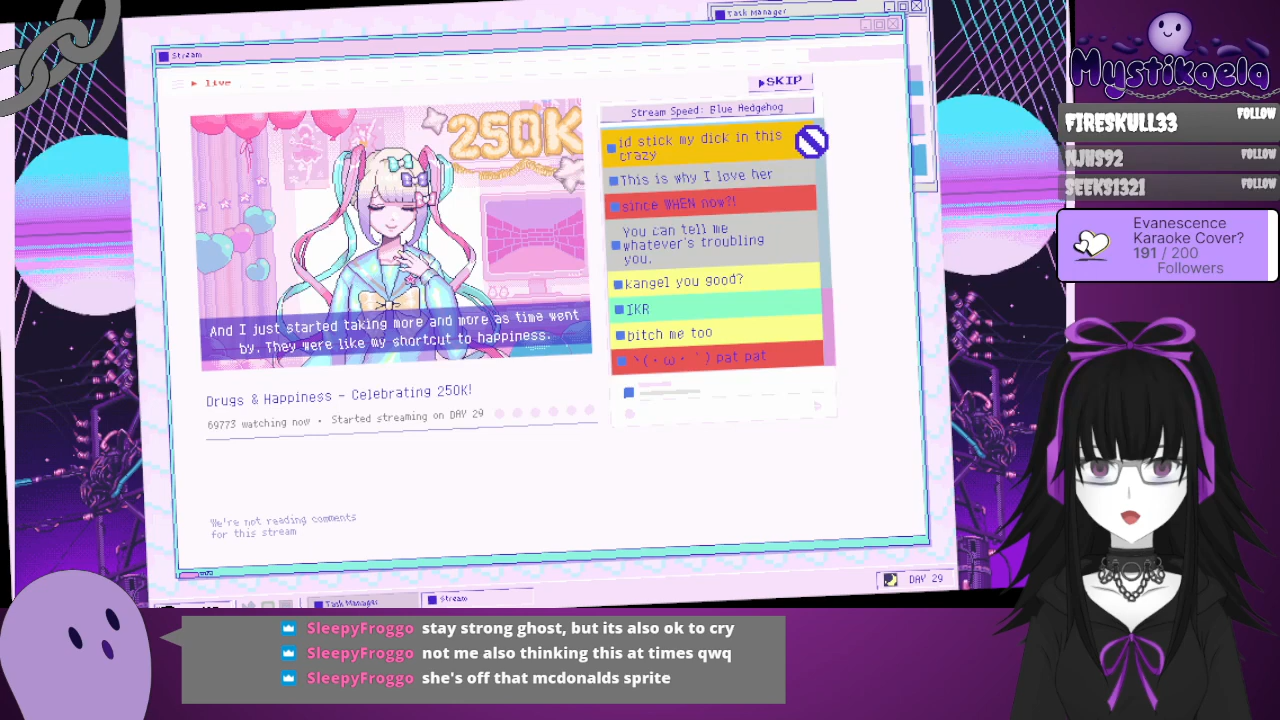 Task Manager
Stream
live
▶SKIP
250K
Stream Speed: Blue Hedgehog
id stick my dick in this
crazy
This is why I love her
since WHEN now?!
You can tell me
whatever's troubling
you.
kangel you good?
IKR
bitch me too
`(・ω・´) pat pat
And I just started taking more and more as time went
by. They were like my shortcut to happiness.
Drugs & Happiness - Celebrating 250K!
69773 watching now • Started streaming on DAY 29
We're not reading comments
for this stream
DAY 29
Task Manager
Stream
Mystikgela
FIRESKULL33 FOLLOW
NJHS92 FOLLOW
SEEKS1321 FOLLOW
Evanescence
Karaoke Cover?
191 / 200
Followers
SleepyFroggo stay strong ghost, but its also ok to cry
SleepyFroggo not me also thinking this at times qwq
SleepyFroggo she's off that mcdonalds sprite